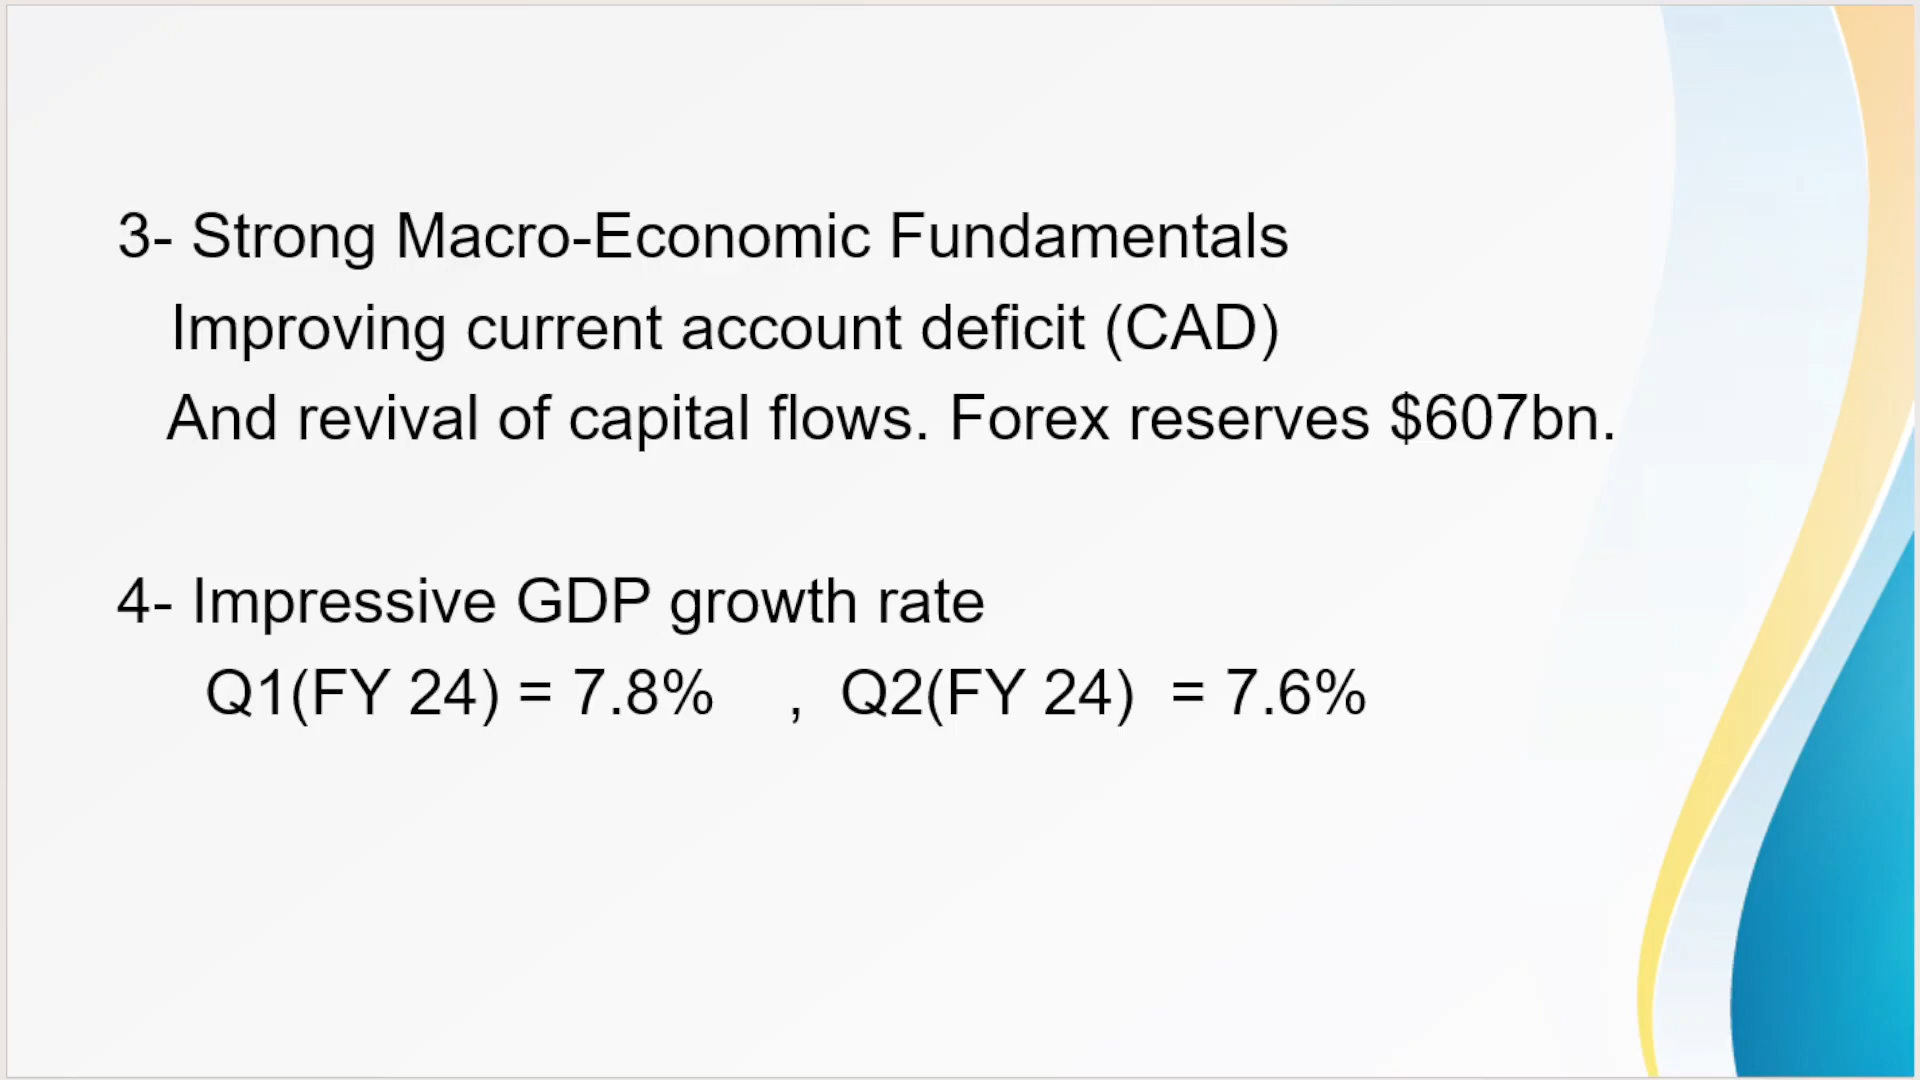 3- Strong Macro-Economic Fundamentals
Improving current account deficit (CAD)
And revival of capital flows. Forex reserves $607bn.
4- Impressive GDP growth rate
Q1(FY 24) = 7.8% , Q2(FY 24) = 7.6%